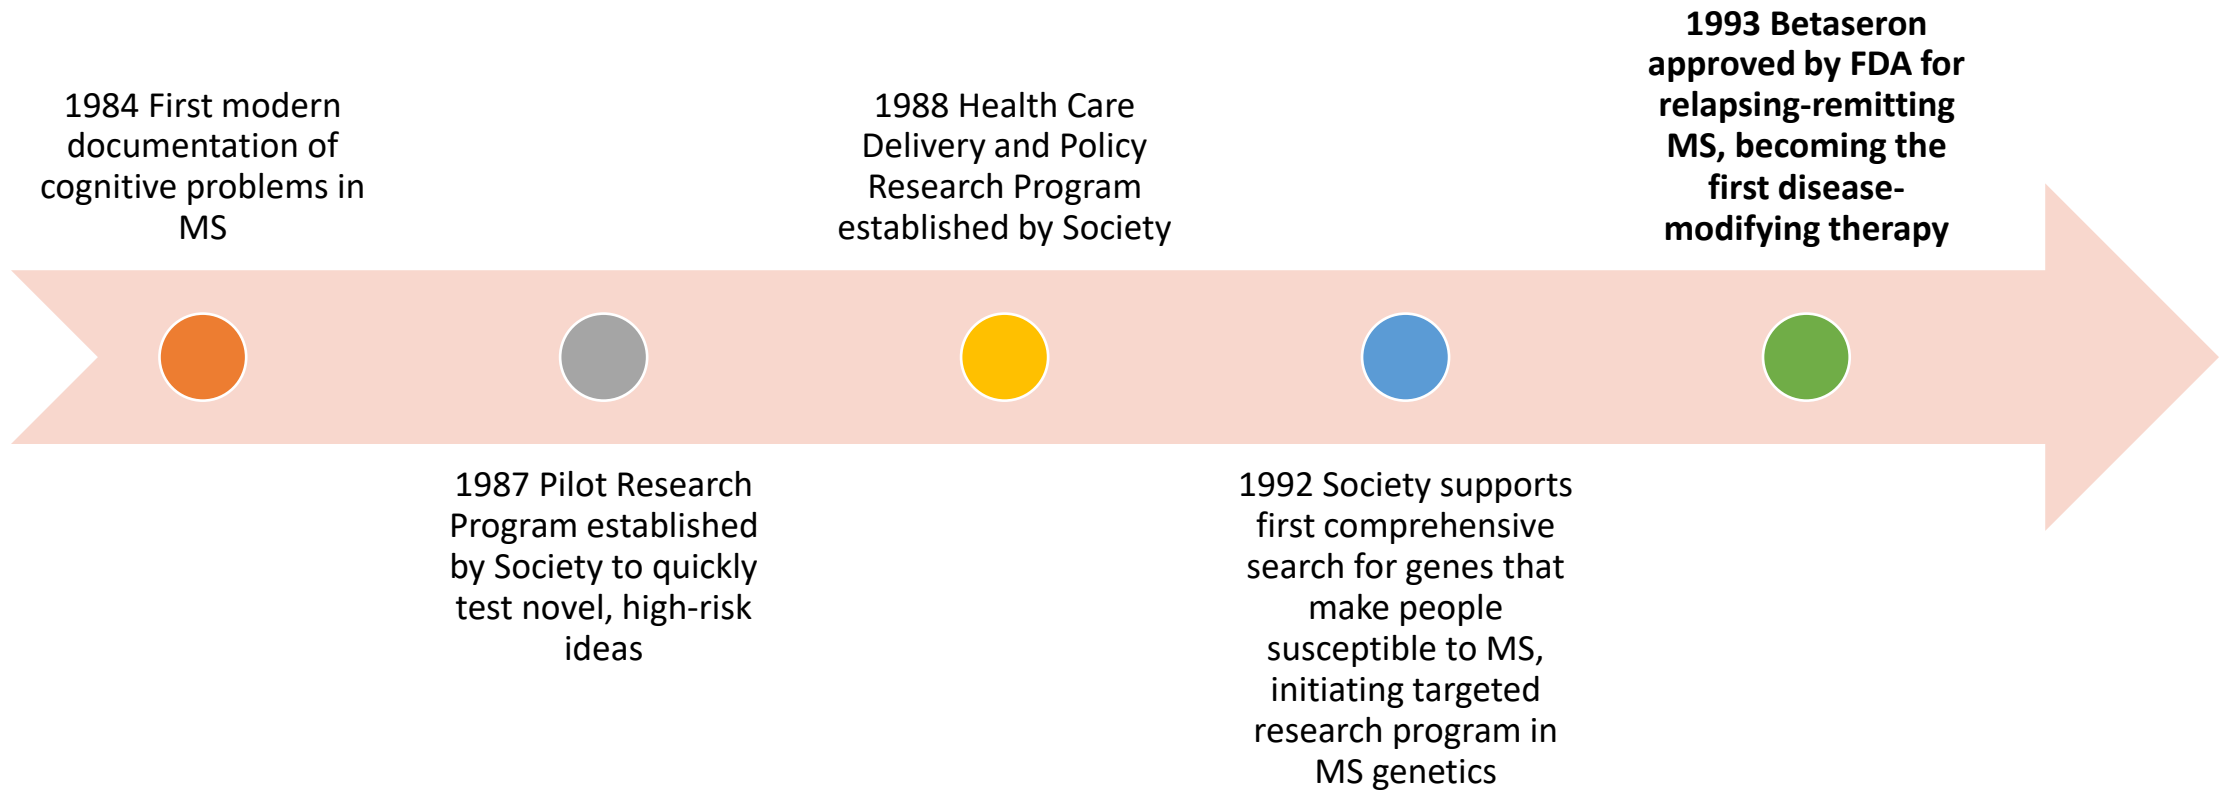 1984 First modern
documentation of
cognitive problems in
MS
1987 Pilot Research
Program established
by Society to quickly
test novel, high-risk
ideas
1988 Health Care
Delivery and Policy
Research Program
established by Society
1992 Society supports
first comprehensive
search for genes that
make people
susceptible to MS,
initiating targeted
research program in
MS genetics
1993 Betaseron
approved by FDA for
relapsing-remitting
MS, becoming the
first disease-
modifying therapy